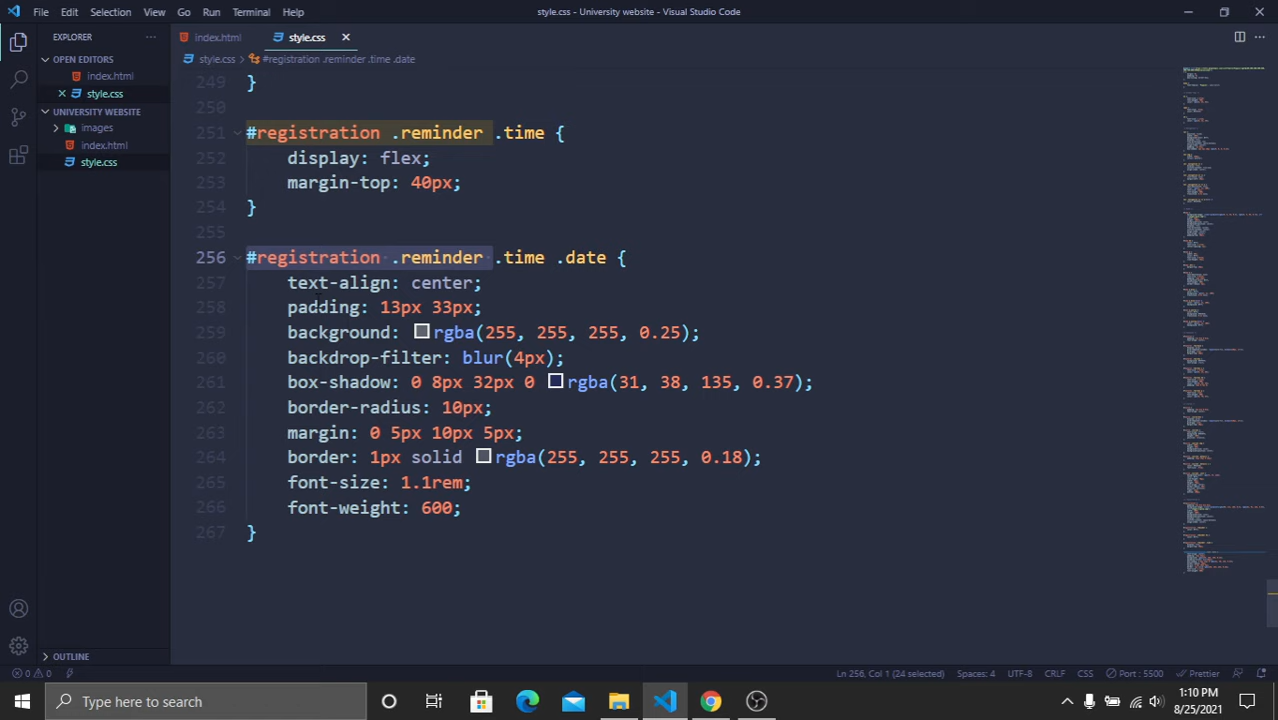 File Edit Selection View Go Run Terminal Help
style.css - University website - Visual Studio Code
EXPLORER ...
index.html
style.css
OPEN EDITORS
index.html
style.css
UNIVERSITY WEBSITE
images
index.html
style.css
OUTLINE
style.css > #registration .reminder .time .date
249 }
250
251 #registration .reminder .time {
252 display: flex;
253 margin-top: 40px;
254 }
255
256 #registration .reminder .time .date {
257 text-align: center;
258 padding: 13px 33px;
259 background: rgba(255, 255, 255, 0.25);
260 backdrop-filter: blur(4px);
261 box-shadow: 0 8px 32px 0 rgba(31, 38, 135, 0.37);
262 border-radius: 10px;
263 margin: 0 5px 10px 5px;
264 border: 1px solid rgba(255, 255, 255, 0.18);
265 font-size: 1.1rem;
266 font-weight: 600;
267 }
0 0 Ln 256, Col 1 (24 selected) Spaces: 4 UTF-8 CRLF CSS Port : 5500 Prettier
Type here to search
1:10 PM
8/25/2021